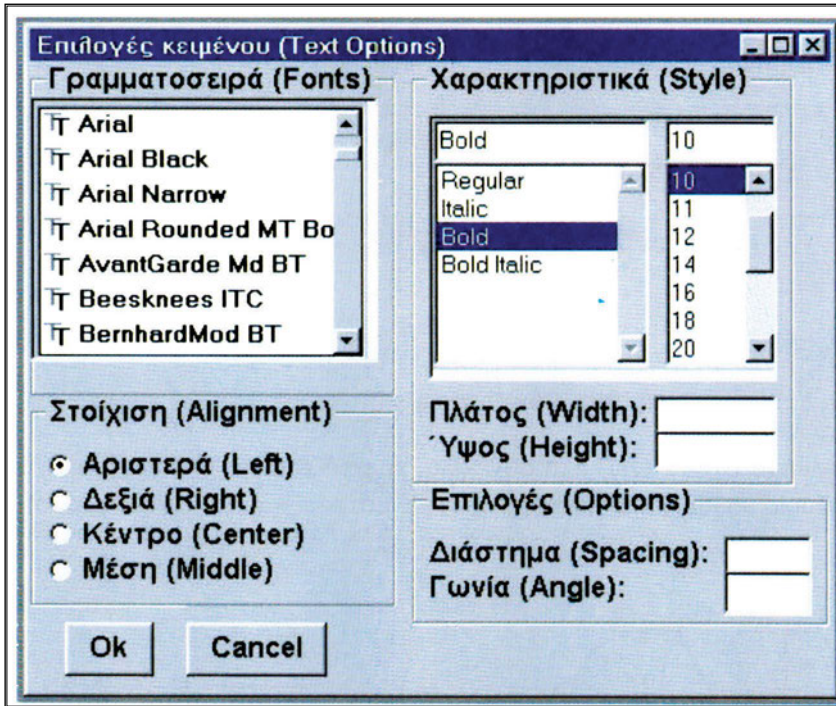 Επιλογές κειμένου (Text Options)
Γραμματοσειρά (Fonts)
Arial
Arial Black
Arial Narrow
Arial Rounded MT Bo
AvantGarde Md BT
Beesknees ITC
BernhardMod BT
Χαρακτηριστικά (Style)
Bold
Regular
Italic
Bold
Bold Italic
10
10
11
12
14
16
18
20
Πλάτος (Width):
Ύψος (Height):
Στοίχιση (Alignment)
Αριστερά (Left)
Δεξιά (Right)
Κέντρο (Center)
Μέση (Middle)
Επιλογές (Options)
Διάστημα (Spacing):
Γωνία (Angle):
Ok
Cancel